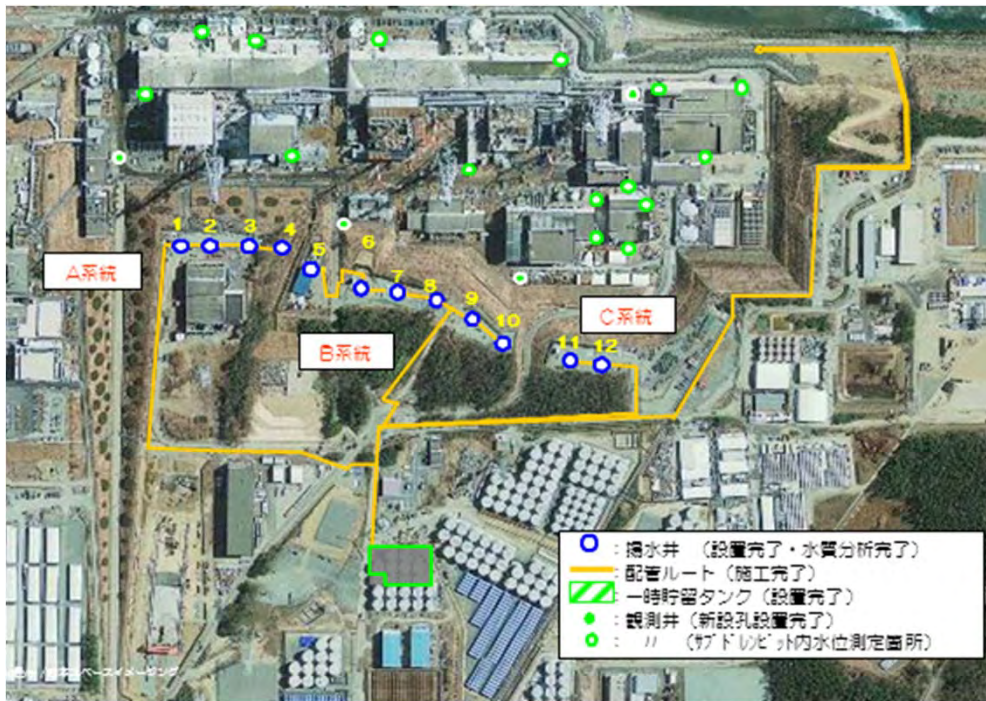 1 2 3 4
5 6
A系統
7
8 9
C系統
B系統
10
11 12
：揚水井 （設置完了・水質分析完了）
：配管ルート（施工完了）
：一時貯留タンク（設置完了）
：観測井（新設孔設置完了）
： 〃 （ｻﾌﾞﾄﾞﾚﾝﾋﾟｯﾄ内水位測定箇所）